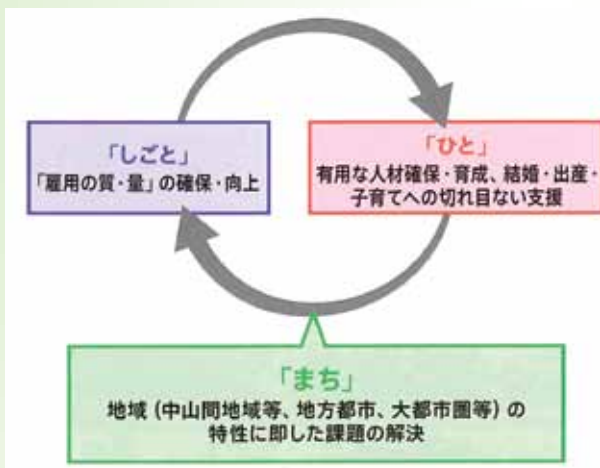 「しごと」
「雇用の質・量」の確保・向上
「ひと」
有用な人材確保・育成、結婚・出産・
子育てへの切れ目ない支援
「まち」
地域（中山間地域等、地方都市、大都市圏等）の
特性に即した課題の解決